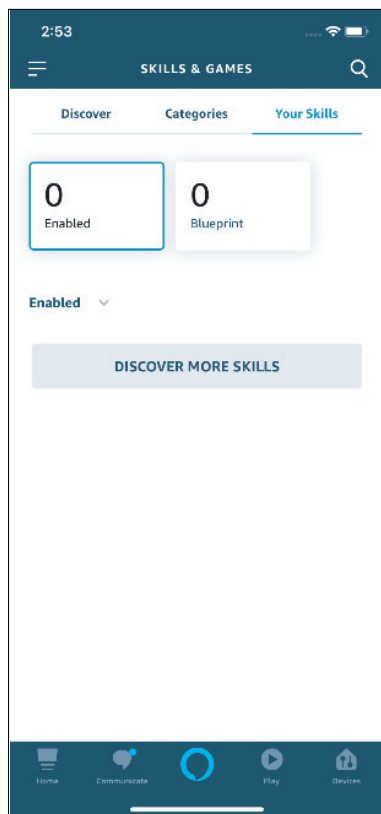 2:53
SKILLS & GAMES
Discover Categories Your Skills
0 0
Enabled Blueprint
Enabled
DISCOVER MORE SKILLS
Home Communicate Play Devices